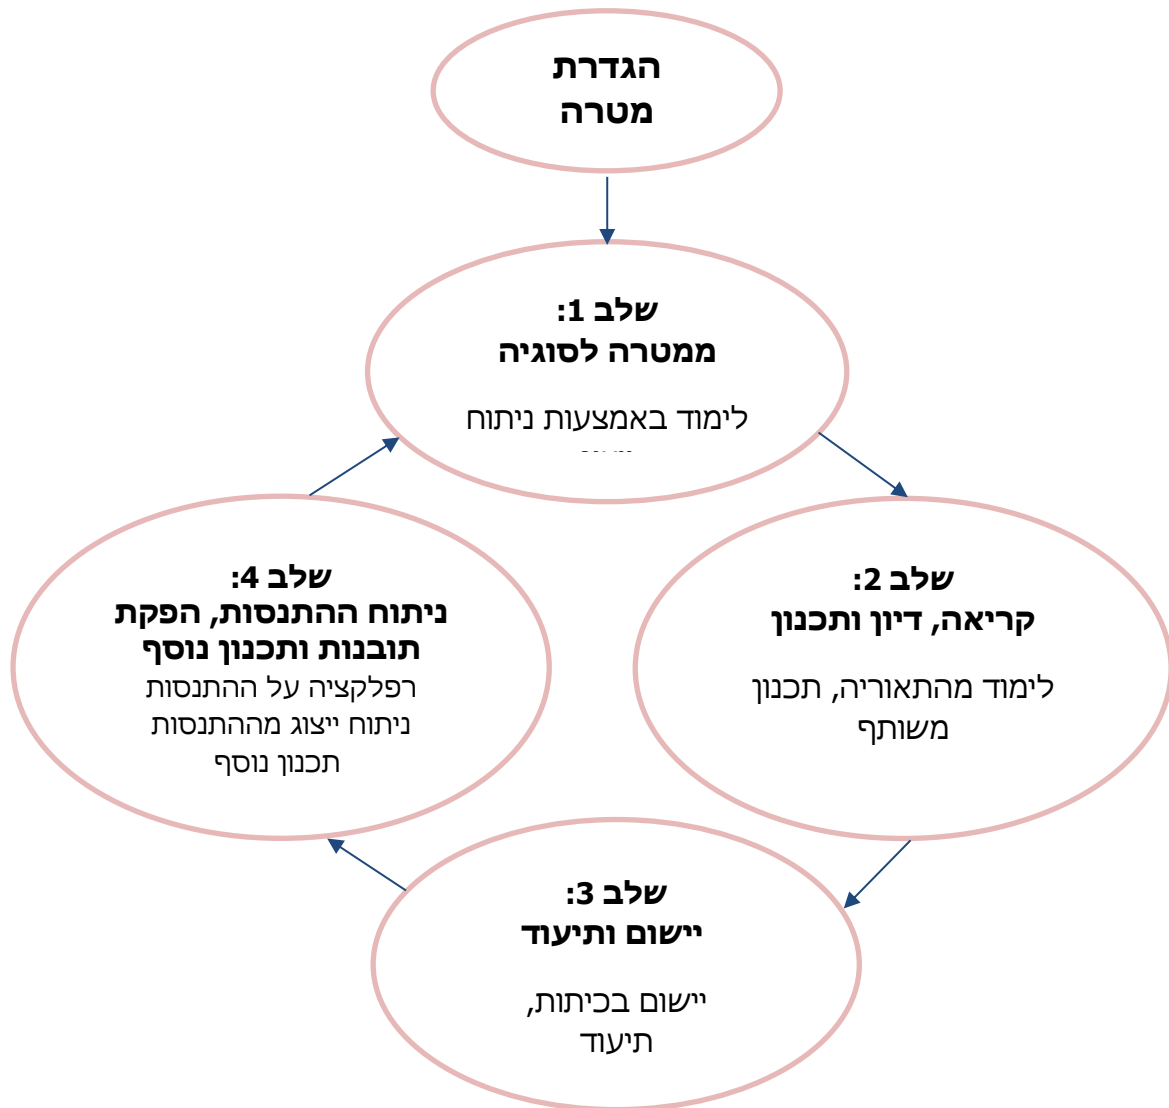 הגדרת
מטרה
שלב 1:
ממטרה לסוגיה
לימוד באמצעות ניתוח
שלב 2:
קריאה, דיון ותכנון
לימוד מהתאוריה, תכנון
משותף
שלב 3:
יישום ותיעוד
יישום בכיתות,
תיעוד
שלב 4:
ניתוח ההתנסות, הפקת
תובנות ותכנון נוסף
רפלקציה על ההתנסות
ניתוח ייצוג מההתנסות
תכנון נוסף